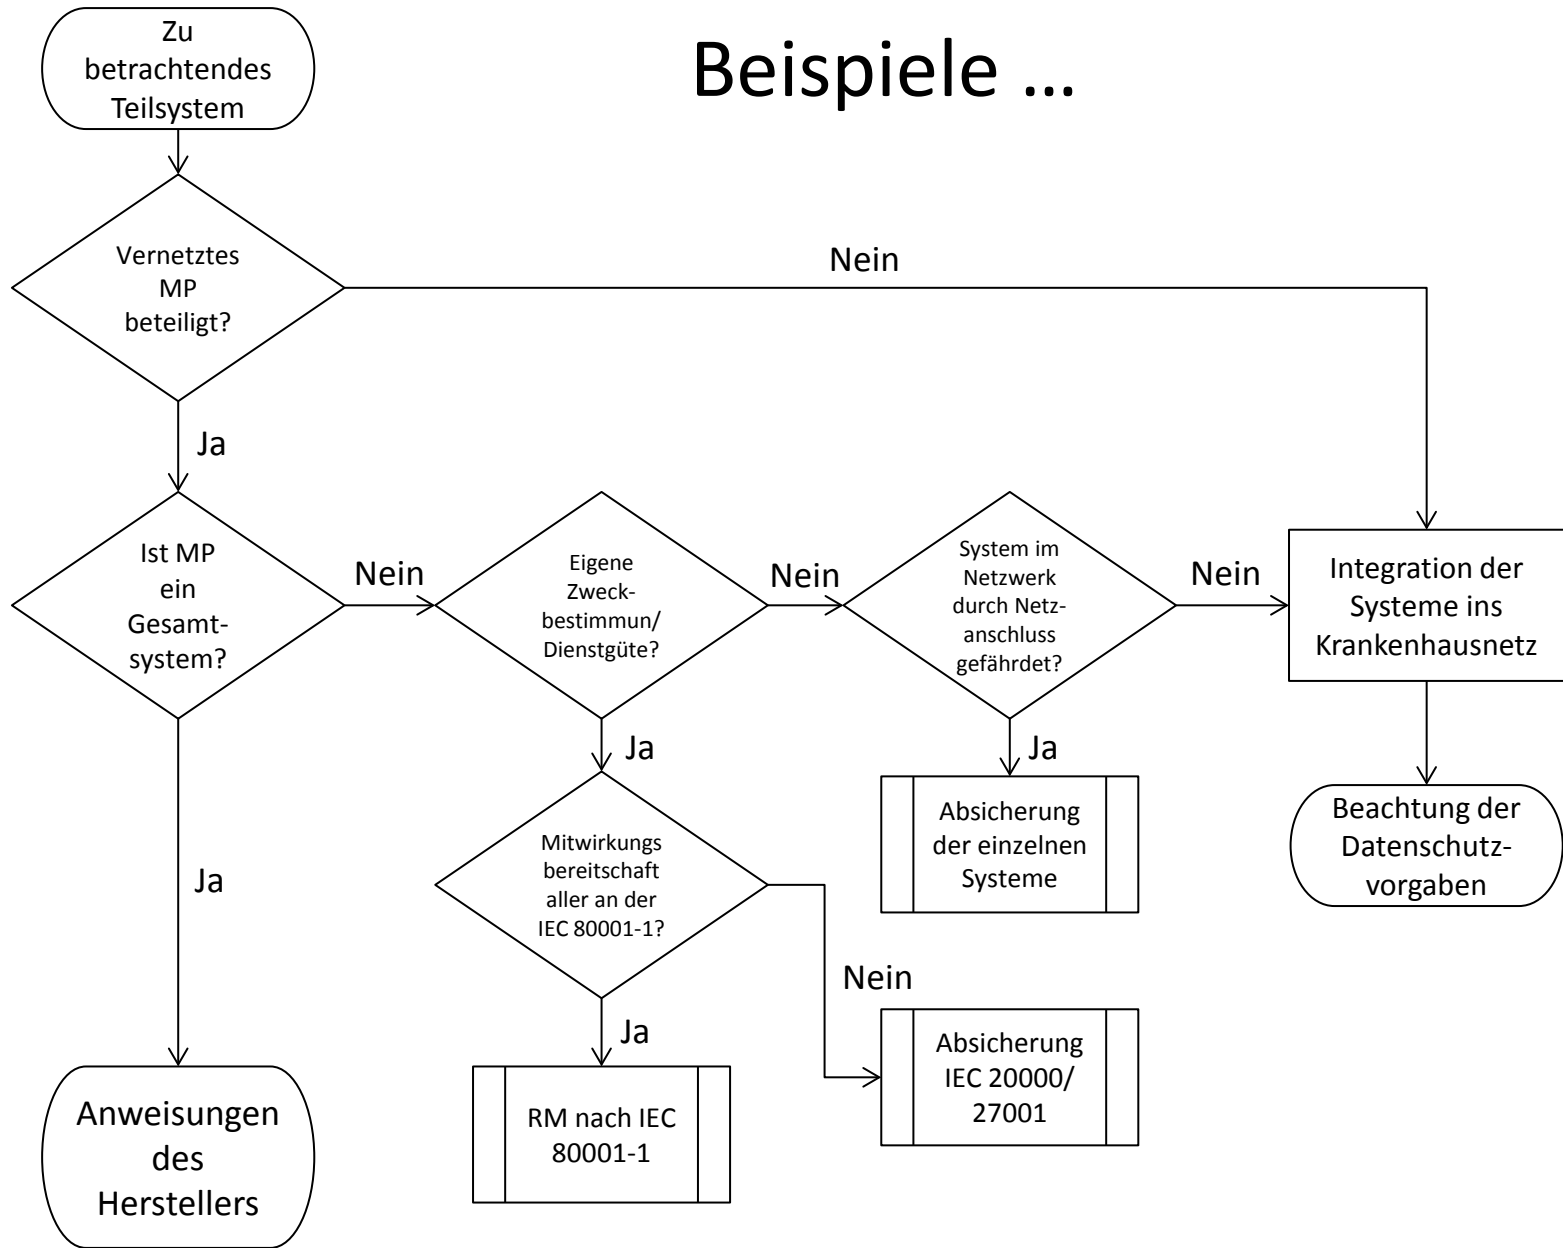 Beispiele ...
Zu
betrachtendes
Teilsystem
Vernetztes
MP
beteiligt?
Nein
Ja
Ist MP
ein
Gesamt-
system?
Nein
Eigene
Zweck-
bestimmun/
Dienstgüte?
Nein
System im
Netzwerk
durch Netz-
anschluss
gefährdet?
Nein
Integration der
Systeme ins
Krankenhausnetz
Ja
Ja
Ja
Mitwirkungs
bereitschaft
aller an der
IEC 80001-1?
Absicherung
der einzelnen
Systeme
Beachtung der
Datenschutz-
vorgaben
Nein
Ja
Anweisungen
des
Herstellers
RM nach IEC
80001-1
Absicherung
IEC 20000/
27001